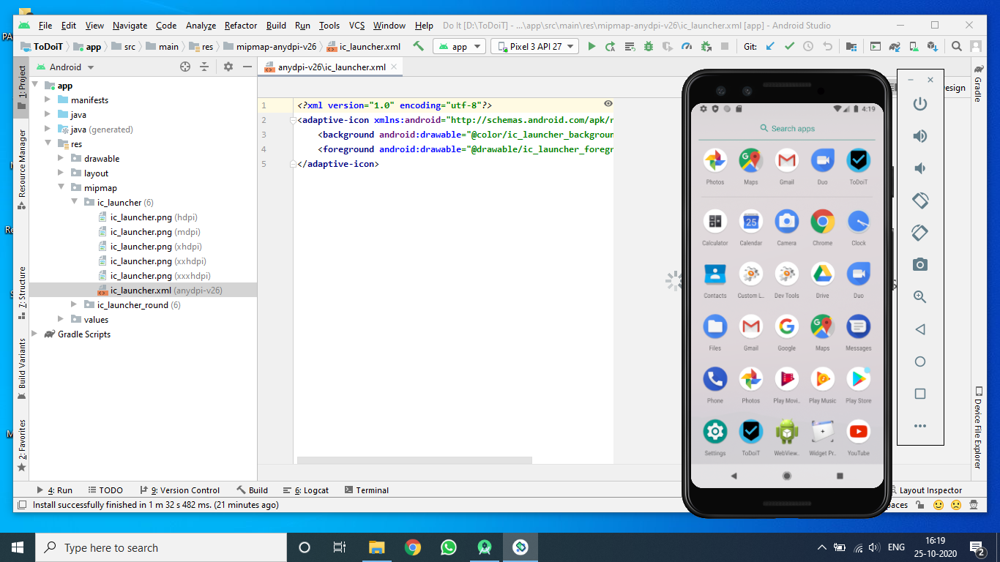 PA
File Edit View Navigate Code Analyze Refactor Build Run Tools VCS Window Help Do It [D:\ToDoiT] - ...\app\src\main\res\mipmap-anydpi-v26\ic_launcher.xml [app] - Android Studio
ToDoiT app src main res mipmap-anydpi-v26 ic_launcher.xml app Pixel 3 API 27 Git:
1: Project
Resource Manager
7: Structure
Build Variants
2: Favorites
Android
app
manifests
java
java (generated)
res
drawable
layout
mipmap
ic_launcher (6)
ic_launcher.png (hdpi)
ic_launcher.png (mdpi)
ic_launcher.png (xhdpi)
ic_launcher.png (xxhdpi)
ic_launcher.png (xxxhdpi)
ic_launcher.xml (anydpi-v26)
ic_launcher_round (6)
values
Gradle Scripts
anydpi-v26\ic_launcher.xml
1 <?xml version="1.0" encoding="utf-8"?>
2 <adaptive-icon xmlns:android="http://schemas.android.com/apk/r
3 <background android:drawable="@color/ic_launcher_backgroun
4 <foreground android:drawable="@drawable/ic_launcher_foregr
5 </adaptive-icon>
esign
4:19
Search apps
Photos Maps Gmail Duo ToDoiT
25
Calculator Calendar Camera Chrome Clock
Contacts Custom L.. Dev Tools Drive Duo
Files Gmail Google Maps Messages
Phone Photos Play Movi.. Play Music Play Store
Settings ToDoiT WebView.. Widget Pr.. YouTube
Gradle
Device File Explorer
4: Run TODO 9: Version Control Build 6: Logcat Terminal Layout Inspector
Install successfully finished in 1 m 32 s 482 ms. (21 minutes ago) paces
Type here to search
ENG 16:19
25-10-2020 2